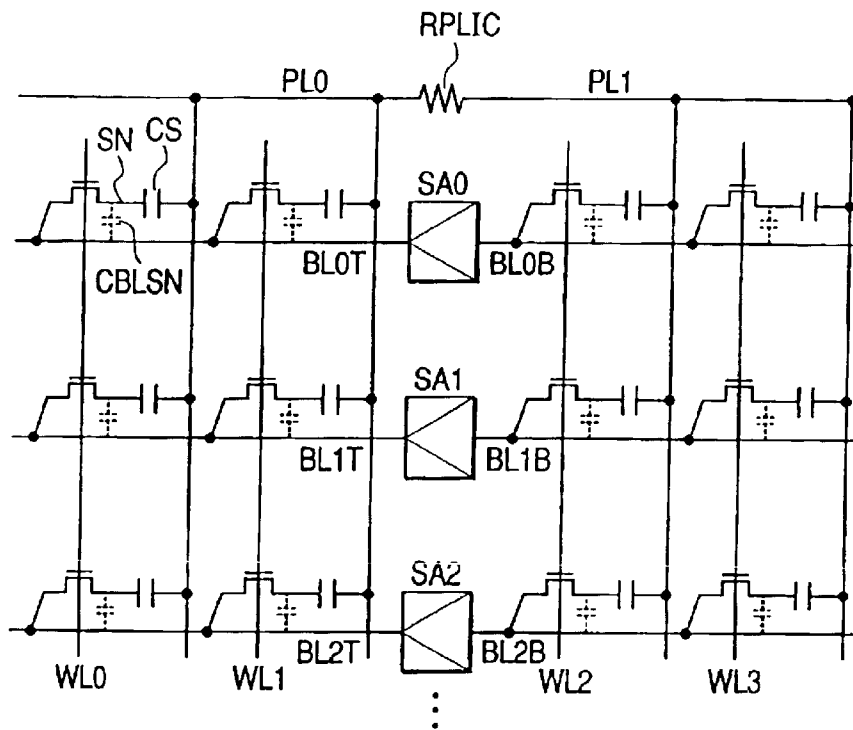 RPLIC
PL0 PL1
SN CS
SA0
CBLSN
BL0T BL0B
SA1
BL1T BL1B
SA2
BL2T BL2B
WL0 WL1 WL2 WL3